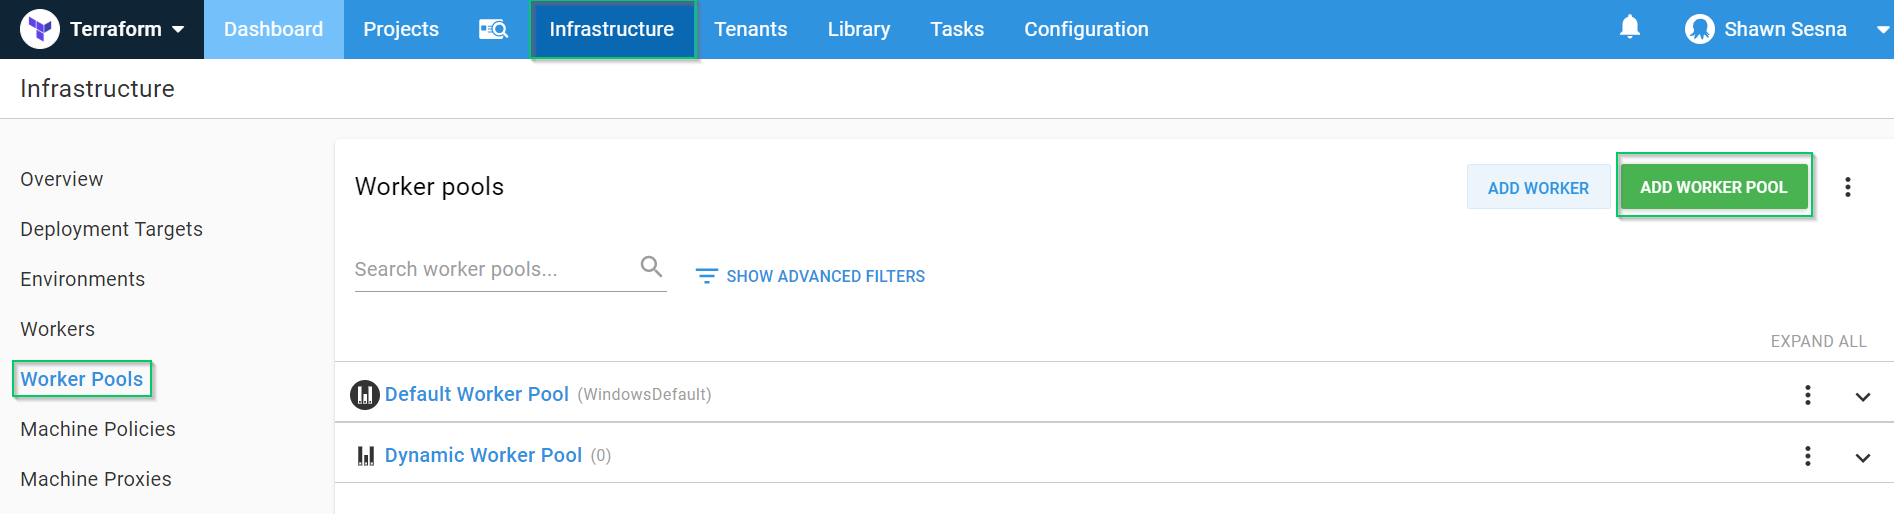 Terraform Dashboard Projects Infrastructure Tenants Library Tasks Configuration Shawn Sesna
Infrastructure
Overview
Deployment Targets
Environments
Workers
Worker Pools
Machine Policies
Machine Proxies
Worker pools
ADD WORKER
ADD WORKER POOL
Search worker pools...
SHOW ADVANCED FILTERS
EXPAND ALL
Default Worker Pool (WindowsDefault)
Dynamic Worker Pool (0)